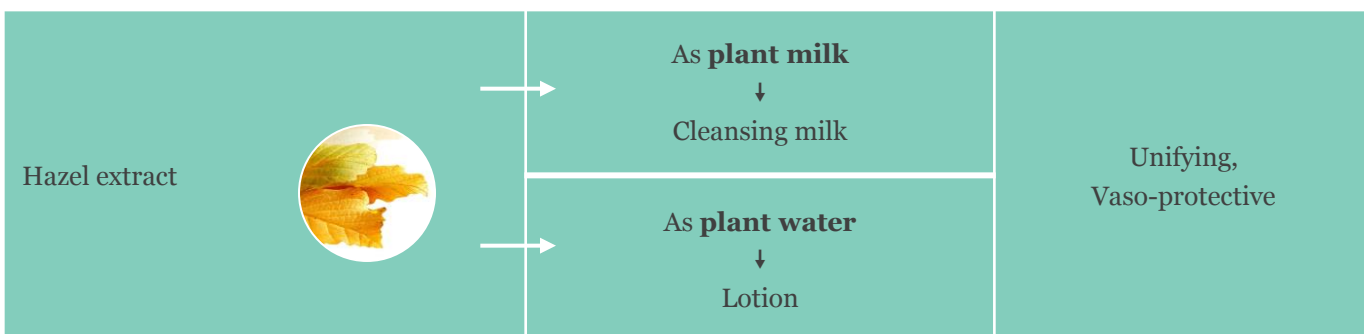 Hazel extract
As plant milk
Cleansing milk
As plant water
Lotion
Unifying,
Vaso-protective